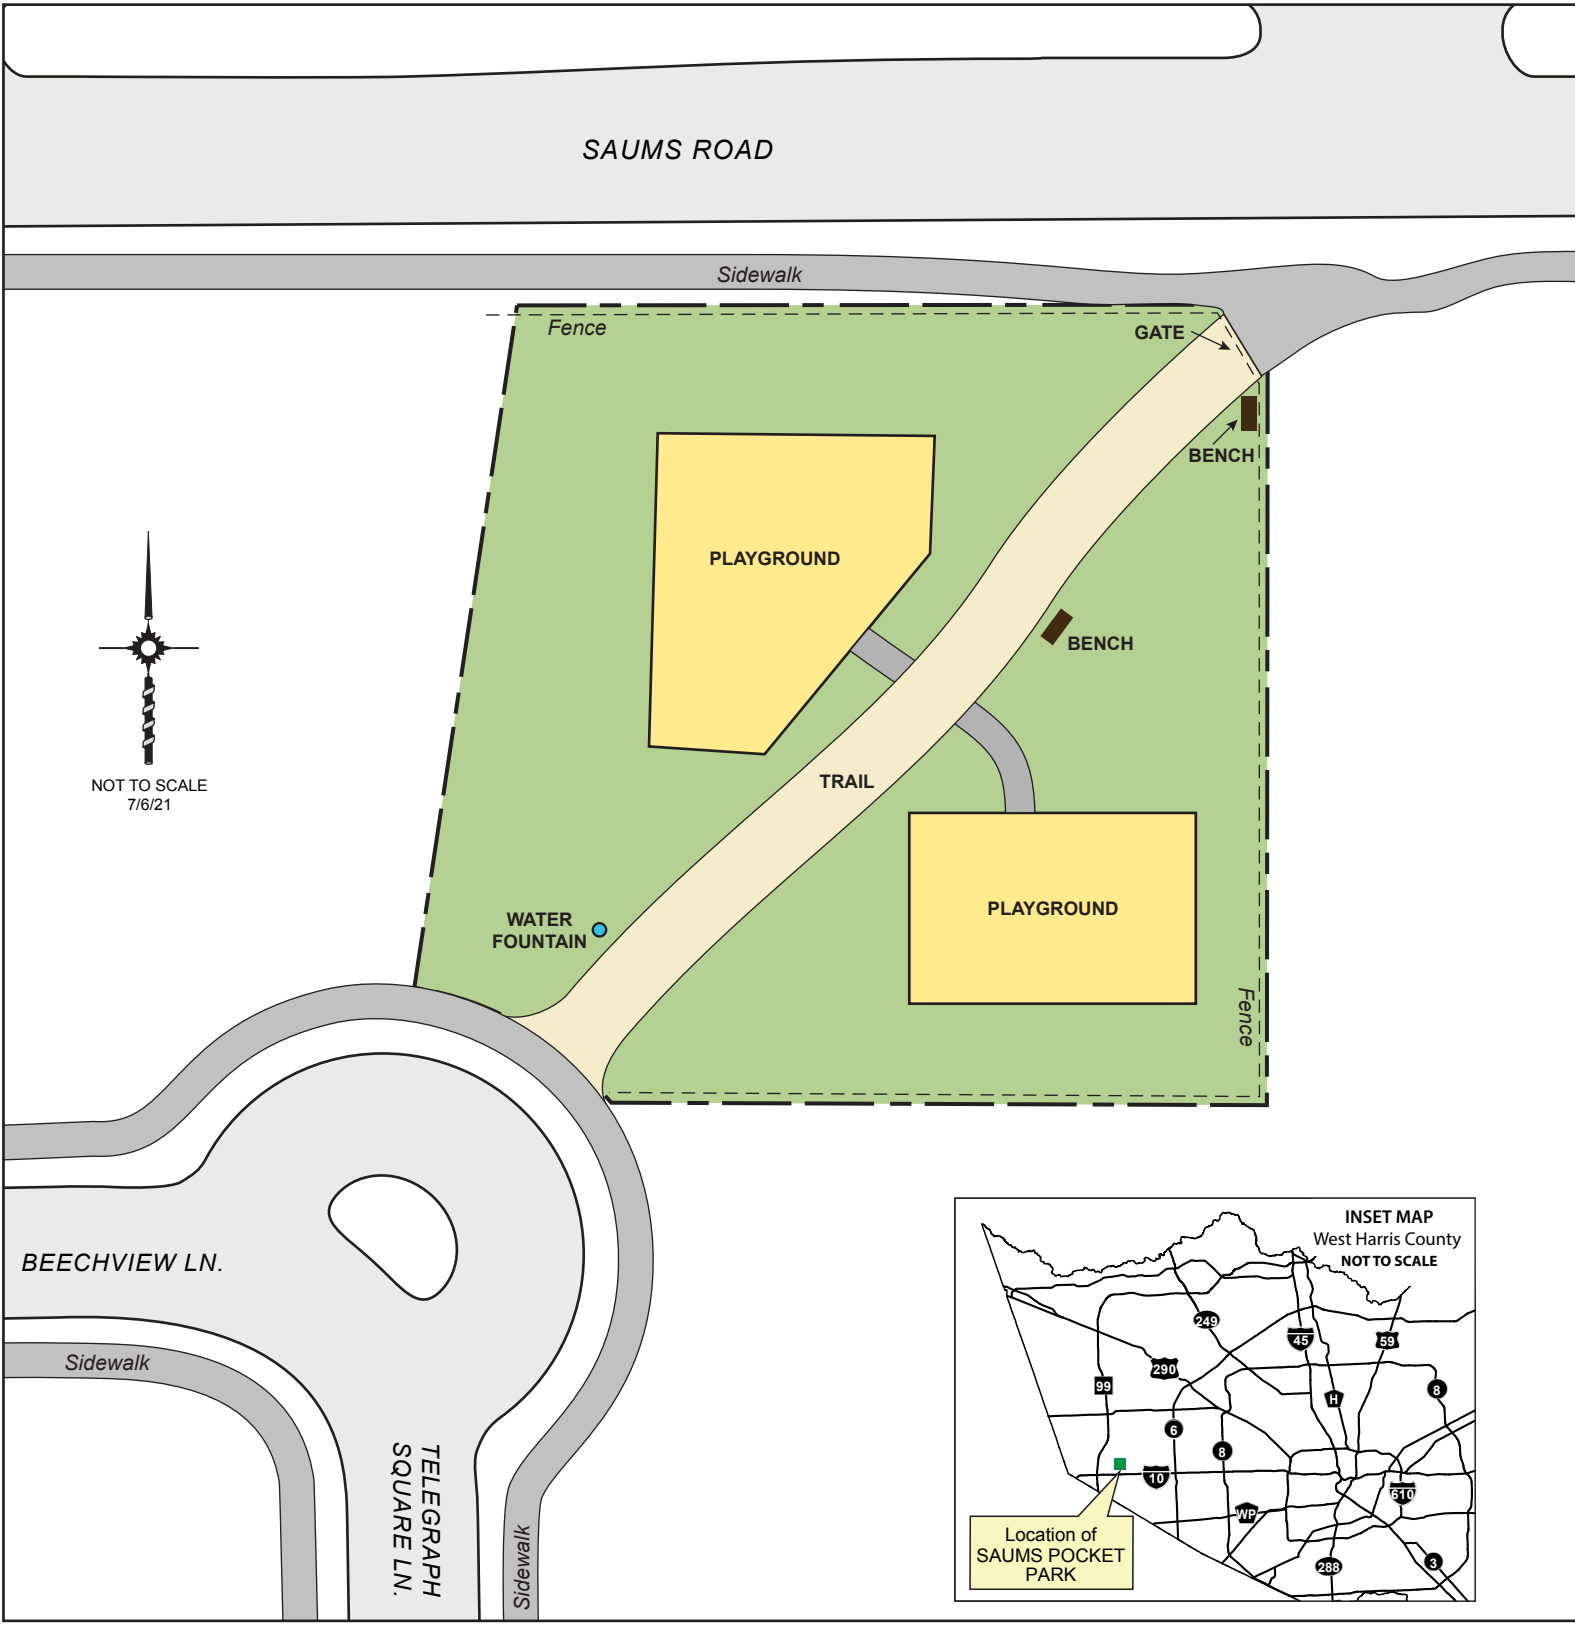 SAUMS ROAD
Sidewalk
Fence
GATE
BENCH
PLAYGROUND
BENCH
TRAIL
NOT TO SCALE
7/6/21
WATER
FOUNTAIN
PLAYGROUND
Fence
BEECHVIEW LN.
Sidewalk
TELEGRAPH
SQUARE LN.
Sidewalk
INSET MAP
West Harris County
NOT TO SCALE
249
45
59
290
99
8
H
6
8
10
610
WP
288
3
Location of
SAUMS POCKET
PARK